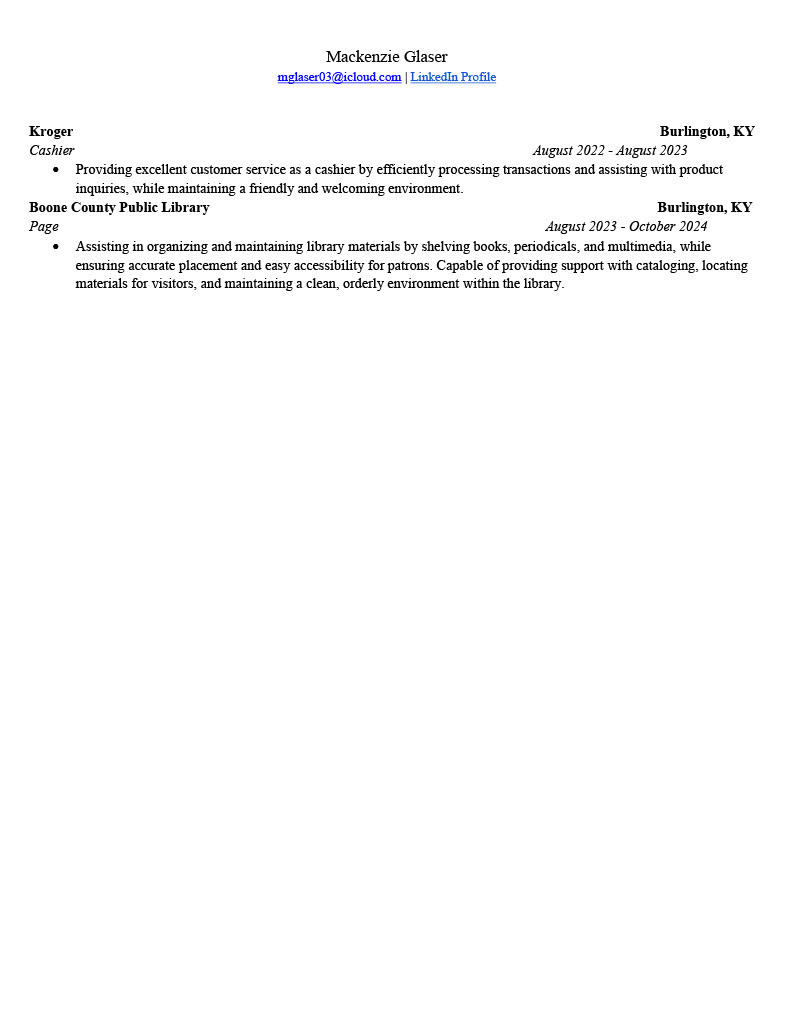 Mackenzie Glaser
mglaser03@icloud.com | LinkedIn Profile
Kroger Burlington, KY
Cashier August 2022 - August 2023
• Providing excellent customer service as a cashier by efficiently processing transactions and assisting with product
inquiries, while maintaining a friendly and welcoming environment.
Boone County Public Library Burlington, KY
Page August 2023 - October 2024
• Assisting in organizing and maintaining library materials by shelving books, periodicals, and multimedia, while
ensuring accurate placement and easy accessibility for patrons. Capable of providing support with cataloging, locating
materials for visitors, and maintaining a clean, orderly environment within the library.